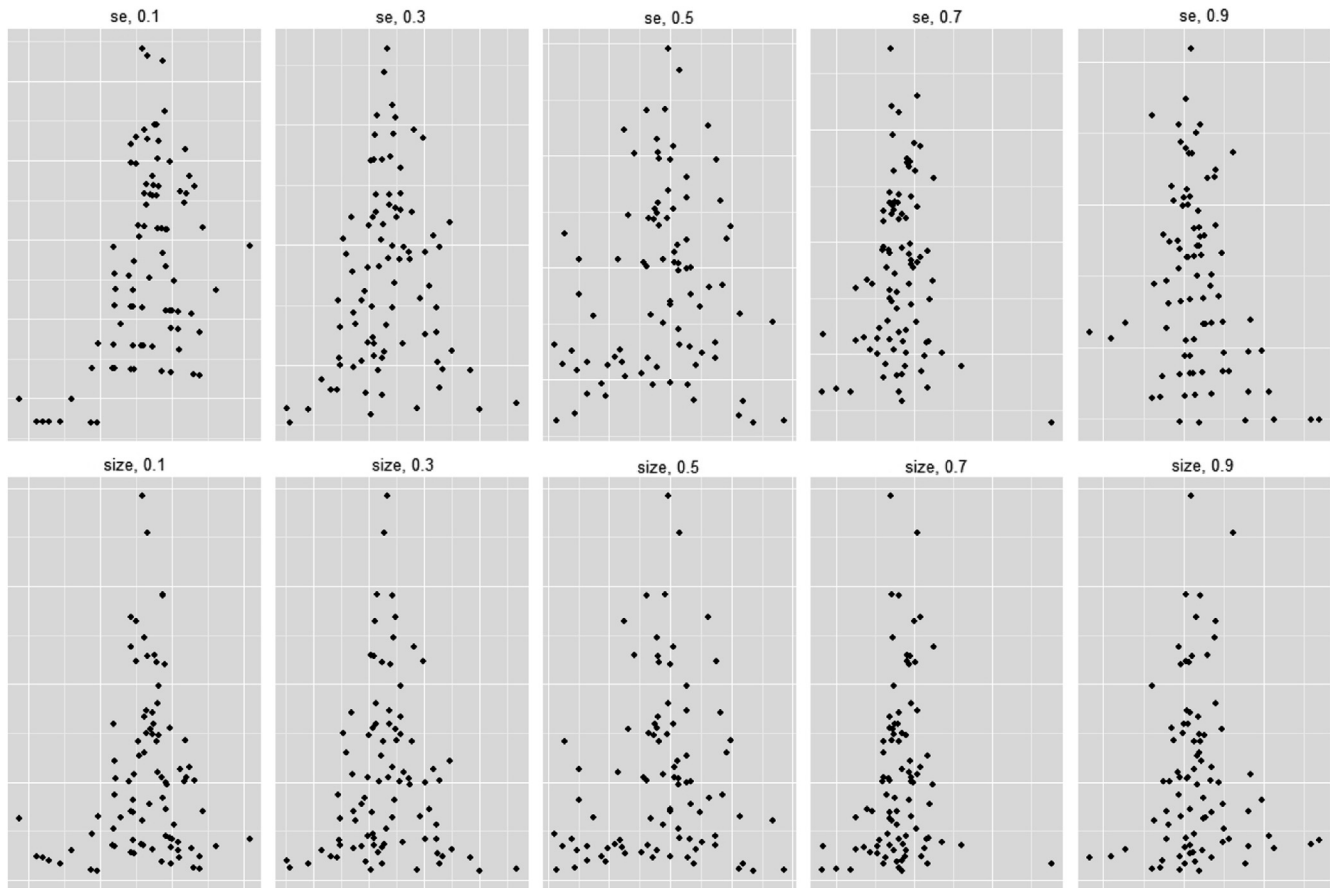 se, 0.1
se, 0.3
se, 0.5
se, 0.7
se, 0.9
size, 0.1
size, 0.3
size, 0.5
size, 0.7
size, 0.9